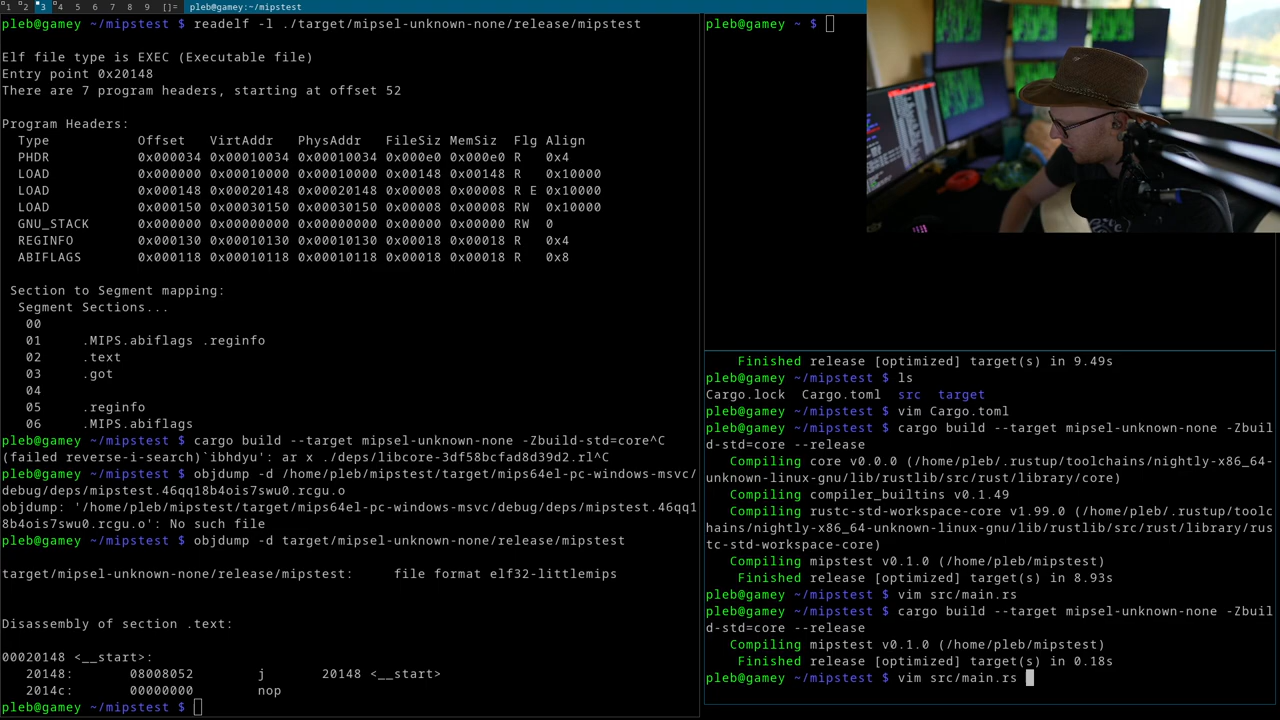 1 2 3 4 5 6 7 8 9 []= pleb@gamey:~/mipstest
pleb@gamey ~/mipstest $ readelf -l ./target/mipsel-unknown-none/release/mipstest
Elf file type is EXEC (Executable file)
Entry point 0x20148
There are 7 program headers, starting at offset 52
Program Headers:
Type Offset VirtAddr PhysAddr FileSiz MemSiz Flg Align
PHDR 0x000034 0x00010034 0x00010034 0x000e0 0x000e0 R 0x4
LOAD 0x000000 0x00010000 0x00010000 0x00148 0x00148 R 0x10000
LOAD 0x000148 0x00020148 0x00020148 0x00008 0x00008 R E 0x10000
LOAD 0x000150 0x00030150 0x00030150 0x00008 0x00008 RW 0x10000
GNU_STACK 0x000000 0x00000000 0x00000000 0x00000 0x00000 RW 0
REGINFO 0x000130 0x00010130 0x00010130 0x00018 0x00018 R 0x4
ABIFLAGS 0x000118 0x00010118 0x00010118 0x00018 0x00018 R 0x8
Section to Segment mapping:
Segment Sections...
00
01 .MIPS.abiflags .reginfo
02 .text
03 .got
04
05 .reginfo
06 .MIPS.abiflags
pleb@gamey ~/mipstest $ cargo build --target mipsel-unknown-none -Zbuild-std=core^C
(failed reverse-i-search)`ibhdyu': ar x ./deps/libcore-3df58bcfad8d39d2.rl^C
pleb@gamey ~/mipstest $ objdump -d /home/pleb/mipstest/target/mips64el-pc-windows-msvc/
debug/deps/mipstest.46qq18b4ois7swu0.rcgu.o
objdump: '/home/pleb/mipstest/target/mips64el-pc-windows-msvc/debug/deps/mipstest.46qq1
8b4ois7swu0.rcgu.o': No such file
pleb@gamey ~/mipstest $ objdump -d target/mipsel-unknown-none/release/mipstest
target/mipsel-unknown-none/release/mipstest: file format elf32-littlemips
Disassembly of section .text:
00020148 <__start>:
20148: 08008052 j 20148 <__start>
2014c: 00000000 nop
pleb@gamey ~/mipstest $
pleb@gamey ~ $
Finished release [optimized] target(s) in 9.49s
pleb@gamey ~/mipstest $ ls
Cargo.lock Cargo.toml src target
pleb@gamey ~/mipstest $ vim Cargo.toml
pleb@gamey ~/mipstest $ cargo build --target mipsel-unknown-none -Zbuil
d-std=core --release
Compiling core v0.0.0 (/home/pleb/.rustup/toolchains/nightly-x86_64-
unknown-linux-gnu/lib/rustlib/src/rust/library/core)
Compiling compiler_builtins v0.1.49
Compiling rustc-std-workspace-core v1.99.0 (/home/pleb/.rustup/toolc
hains/nightly-x86_64-unknown-linux-gnu/lib/rustlib/src/rust/library/rus
tc-std-workspace-core)
Compiling mipstest v0.1.0 (/home/pleb/mipstest)
Finished release [optimized] target(s) in 8.93s
pleb@gamey ~/mipstest $ vim src/main.rs
pleb@gamey ~/mipstest $ cargo build --target mipsel-unknown-none -Zbuil
d-std=core --release
Compiling mipstest v0.1.0 (/home/pleb/mipstest)
Finished release [optimized] target(s) in 0.18s
pleb@gamey ~/mipstest $ vim src/main.rs